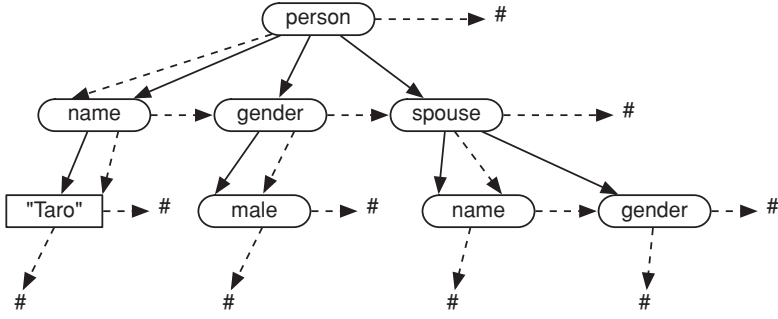 person #
name gender spouse #
"Taro" # male # name gender #
# # # #